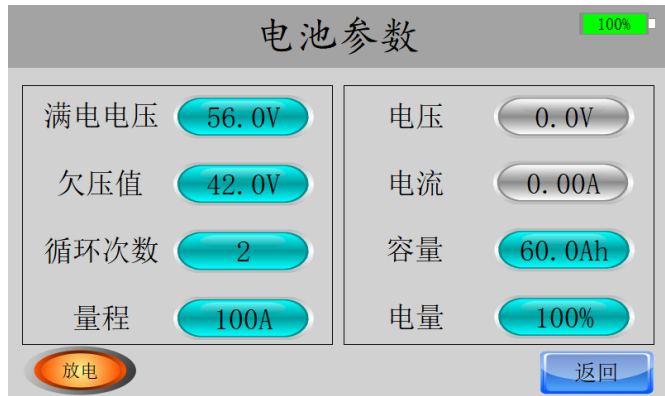 电池参数 100%
满电电压 56.0V 电压 0.0V
欠压值 42.0V 电流 0.00A
循环次数 2 容量 60.0Ah
量程 100A 电量 100%
放电 返回